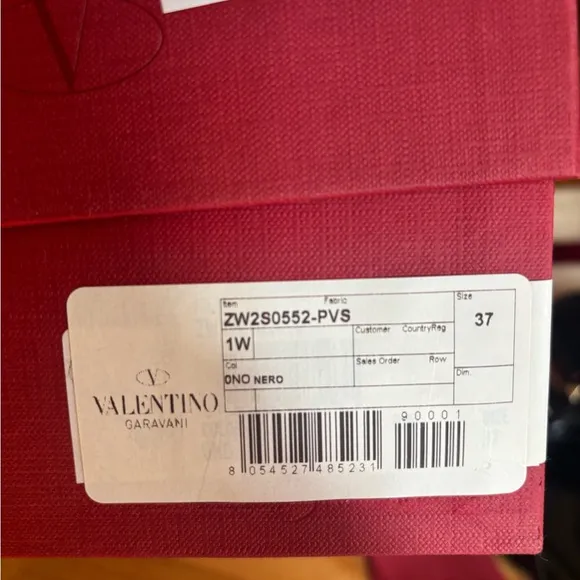 Item Fabric Size
ZW2S0552-PVS 37
1W Customer CountryReg
Col Sales Order Row
0NO NERO Dim.
V
VALENTINO
GARAVANI
90001
8 054527 485231